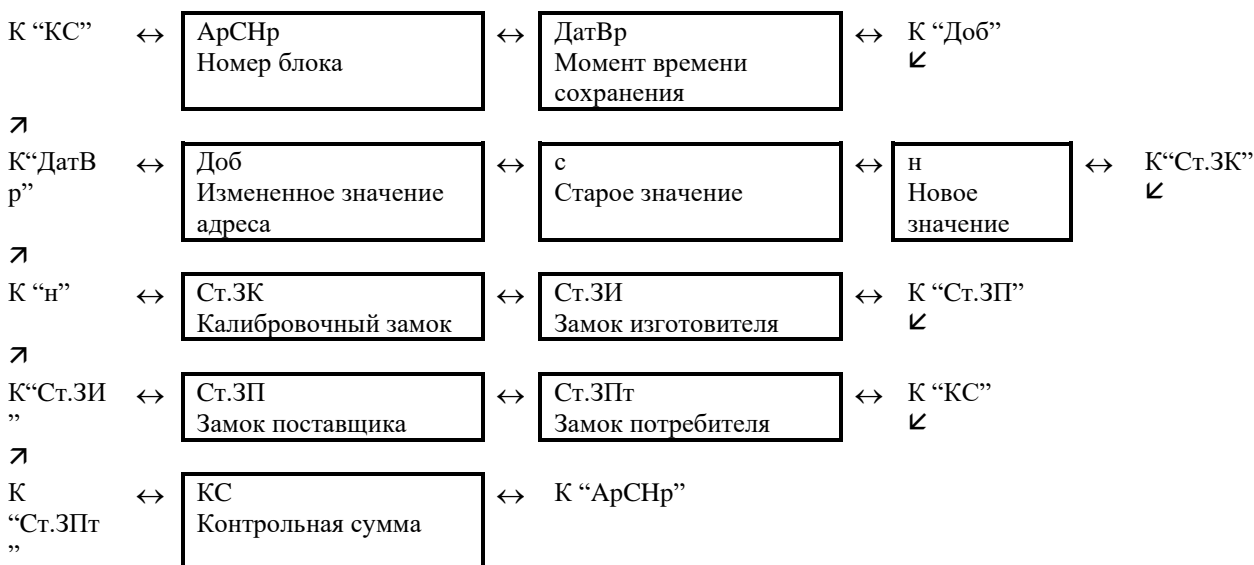 К “КС” ↔ АрСНр ↔ ДатВр ↔ К “Доб”
Номер блока Момент времени ↙
сохранения
↗
К“ДатВ ↔ Доб ↔ с ↔ н ↔ К“Ст.ЗК”
р” Измененное значение Старое значение Новое ↙
адреса значение
↗
К “н” ↔ Ст.ЗК ↔ Ст.ЗИ ↔ К “Ст.ЗП”
Калибровочный замок Замок изготовителя ↙
↗
К“Ст.ЗИ ↔ Ст.ЗП ↔ Ст.ЗПт ↔ К “КС”
” Замок поставщика Замок потребителя ↙
↗
К ↔ КС ↔ К “АрСНр”
“Ст.ЗПт Контрольная сумма
”